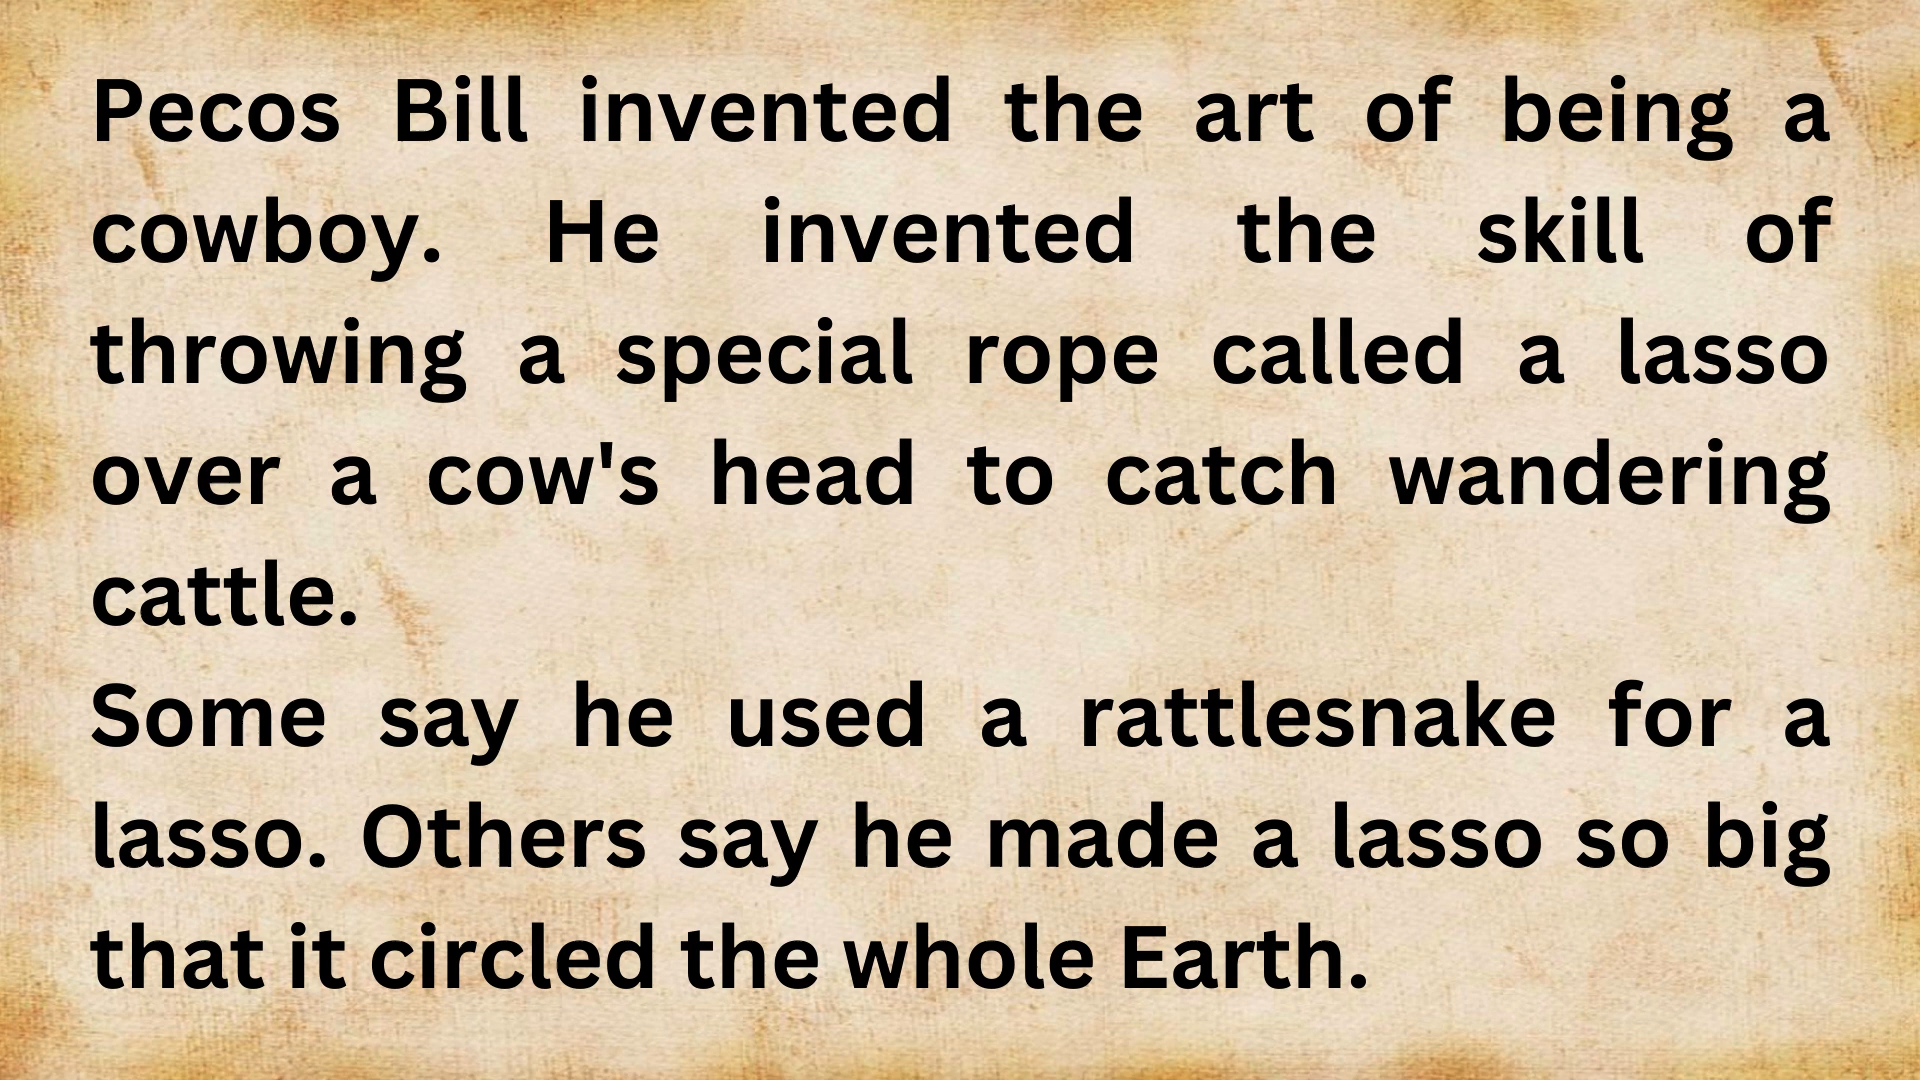 Pecos Bill invented the art of being a
cowboy. He invented the skill of
throwing a special rope called a lasso
over a cow's head to catch wandering
cattle.
Some say he used a rattlesnake for a
lasso. Others say he made a lasso so big
that it circled the whole Earth.